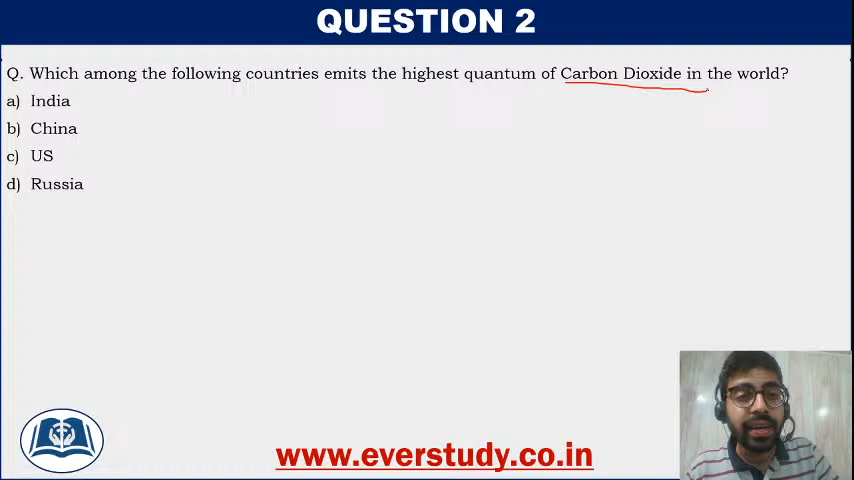 QUESTION 2
Q. Which among the following countries emits the highest quantum of Carbon Dioxide in the world?
a) India
b) China
c) US
d) Russia
www.everstudy.co.in